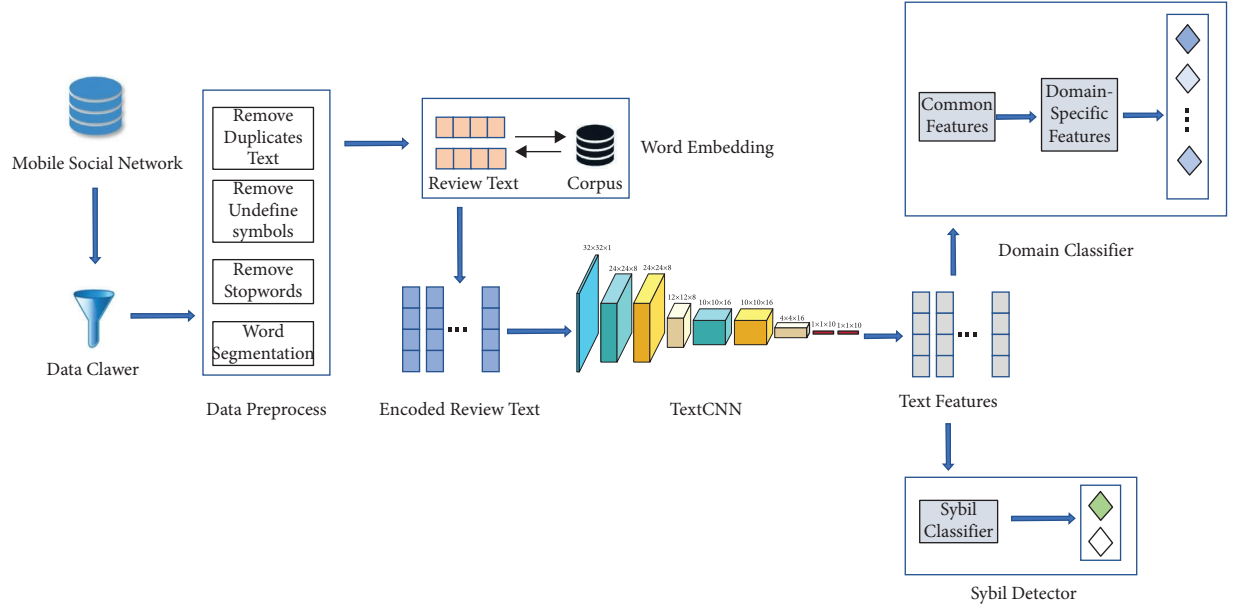 Mobile Social Network
Data Clawer
Remove
Duplicates
Text
Remove
Undefine
symbols
Remove
Stopwords
Word
Segmentation
Data Preprocess
Review Text
Corpus
Word Embedding
Encoded Review Text
32×32×1
24×24×8
24×24×8
12×12×8
10×10×16
10×10×16
4×4×16
1×1×10
1×1×10
TextCNN
Text Features
Common
Features
Domain-
Specific
Features
Domain Classifier
Sybil
Classifier
Sybil Detector